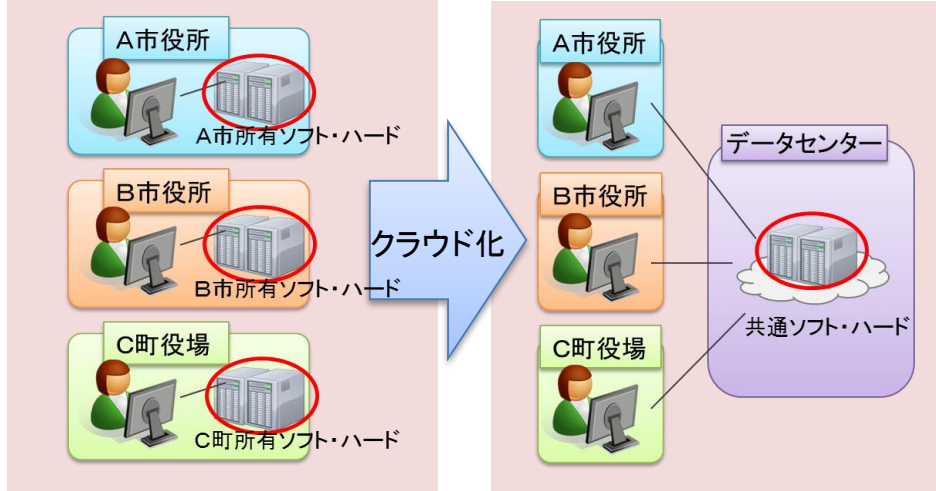 A市役所
A市所有ソフト・ハード
B市役所
B市所有ソフト・ハード
C町役場
C町所有ソフト・ハード
クラウド化
A市役所
B市役所
C町役場
データセンター
共通ソフト・ハード